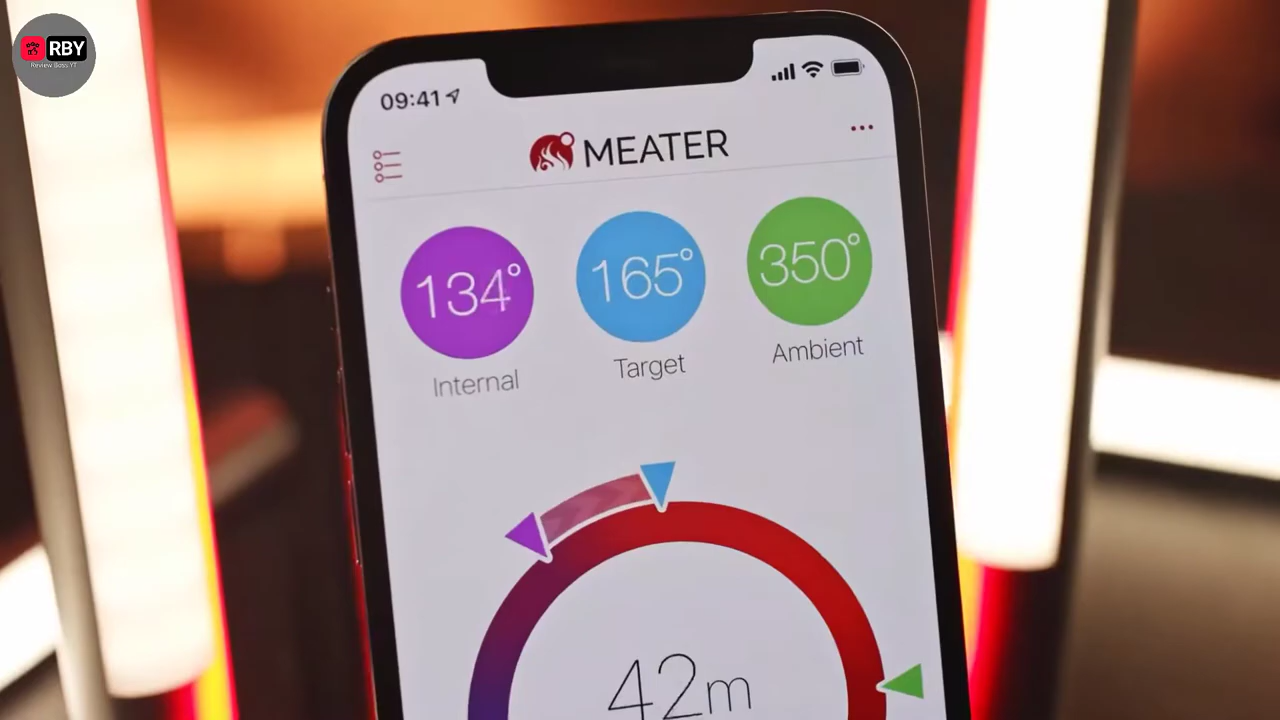 RBY
Review Boss YT
09:41
MEATER
134° 165° 350°
Internal Target Ambient
42m